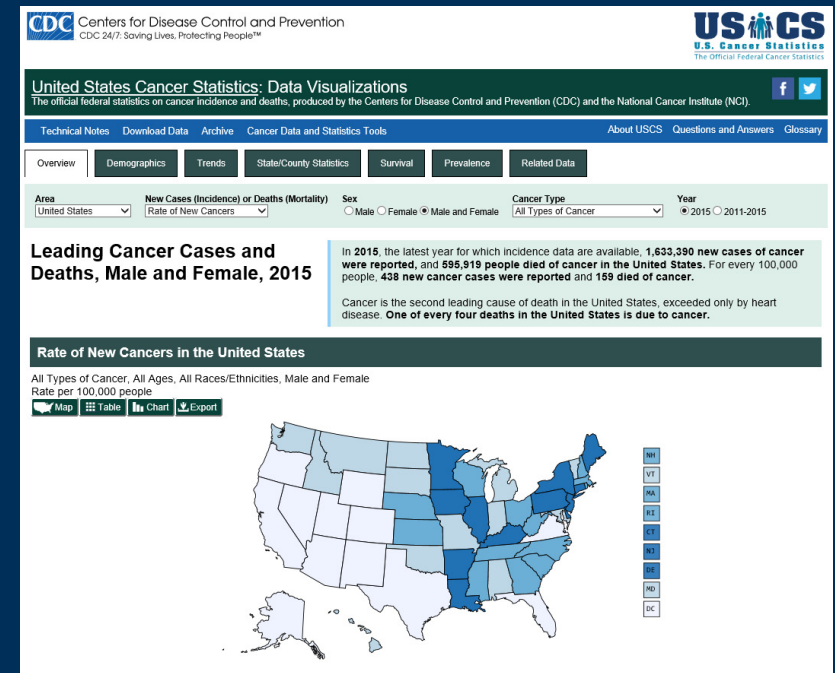 CDC Centers for Disease Control and Prevention
CDC 24/7: Saving Lives, Protecting People™
USCS
U.S. Cancer Statistics
The Official Federal Cancer Statistics
United States Cancer Statistics: Data Visualizations
The official federal statistics on cancer incidence and deaths, produced by the Centers for Disease Control and Prevention (CDC) and the National Cancer Institute (NCI).
f
Technical Notes Download Data Archive Cancer Data and Statistics Tools About USCS Questions and Answers Glossary
Overview Demographics Trends State/County Statistics Survival Prevalence Related Data
Area New Cases (Incidence) or Deaths (Mortality) Sex Cancer Type Year
United States Rate of New Cancers Male Female Male and Female All Types of Cancer 2015 2011-2015
Leading Cancer Cases and
Deaths, Male and Female, 2015
In 2015, the latest year for which incidence data are available, 1,633,390 new cases of cancer
were reported, and 595,919 people died of cancer in the United States. For every 100,000
people, 438 new cancer cases were reported and 159 died of cancer.
Cancer is the second leading cause of death in the United States, exceeded only by heart
disease. One of every four deaths in the United States is due to cancer.
Rate of New Cancers in the United States
All Types of Cancer, All Ages, All Races/Ethnicities, Male and Female
Rate per 100,000 people
Map Table Chart Export
NH
VT
MA
RI
CT
NJ
DE
MD
DC